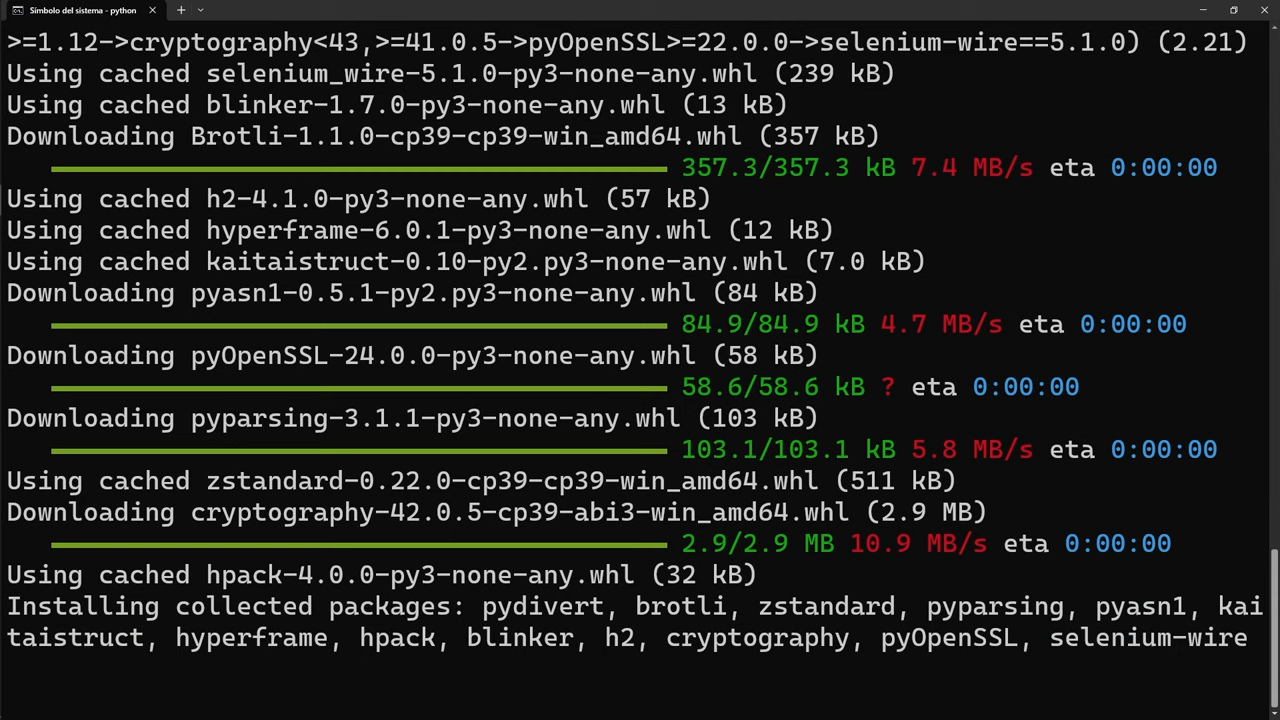 Símbolo del sistema - python
>=1.12->cryptography<43,>=41.0.5->pyOpenSSL>=22.0.0->selenium-wire==5.1.0) (2.21)
Using cached selenium_wire-5.1.0-py3-none-any.whl (239 kB)
Using cached blinker-1.7.0-py3-none-any.whl (13 kB)
Downloading Brotli-1.1.0-cp39-cp39-win_amd64.whl (357 kB)
357.3/357.3 kB 7.4 MB/s eta 0:00:00
Using cached h2-4.1.0-py3-none-any.whl (57 kB)
Using cached hyperframe-6.0.1-py3-none-any.whl (12 kB)
Using cached kaitaistruct-0.10-py2.py3-none-any.whl (7.0 kB)
Downloading pyasn1-0.5.1-py2.py3-none-any.whl (84 kB)
84.9/84.9 kB 4.7 MB/s eta 0:00:00
Downloading pyOpenSSL-24.0.0-py3-none-any.whl (58 kB)
58.6/58.6 kB ? eta 0:00:00
Downloading pyparsing-3.1.1-py3-none-any.whl (103 kB)
103.1/103.1 kB 5.8 MB/s eta 0:00:00
Using cached zstandard-0.22.0-cp39-cp39-win_amd64.whl (511 kB)
Downloading cryptography-42.0.5-cp39-abi3-win_amd64.whl (2.9 MB)
2.9/2.9 MB 10.9 MB/s eta 0:00:00
Using cached hpack-4.0.0-py3-none-any.whl (32 kB)
Installing collected packages: pydivert, brotli, zstandard, pyparsing, pyasn1, kai
taistruct, hyperframe, hpack, blinker, h2, cryptography, pyOpenSSL, selenium-wire